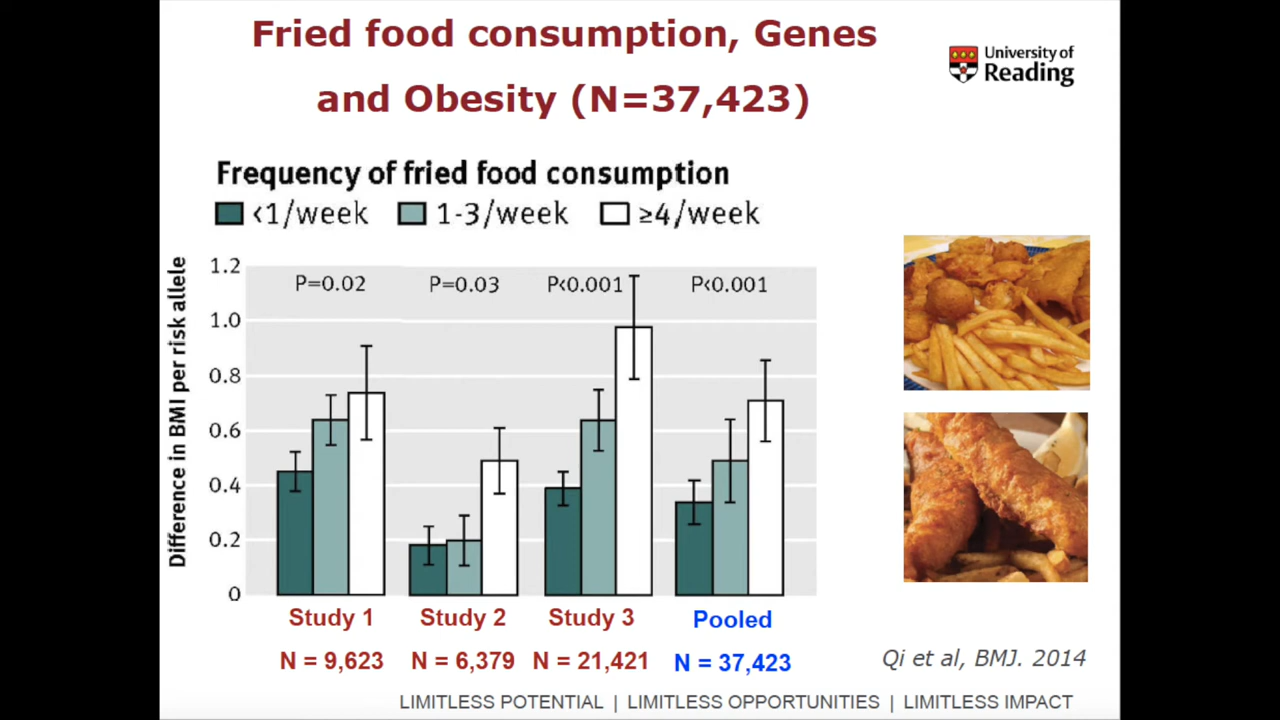 Fried food consumption, Genes
and Obesity (N=37,423)
University of
Reading
Frequency of fried food consumption
<1/week 1-3/week ≥4/week
Difference in BMI per risk allele
1.2
1.0
0.8
0.6
0.4
0.2
0
P=0.02 P=0.03 P<0.001 P<0.001
Study 1 Study 2 Study 3 Pooled
N = 9,623 N = 6,379 N = 21,421 N = 37,423
Qi et al, BMJ. 2014
LIMITLESS POTENTIAL | LIMITLESS OPPORTUNITIES | LIMITLESS IMPACT